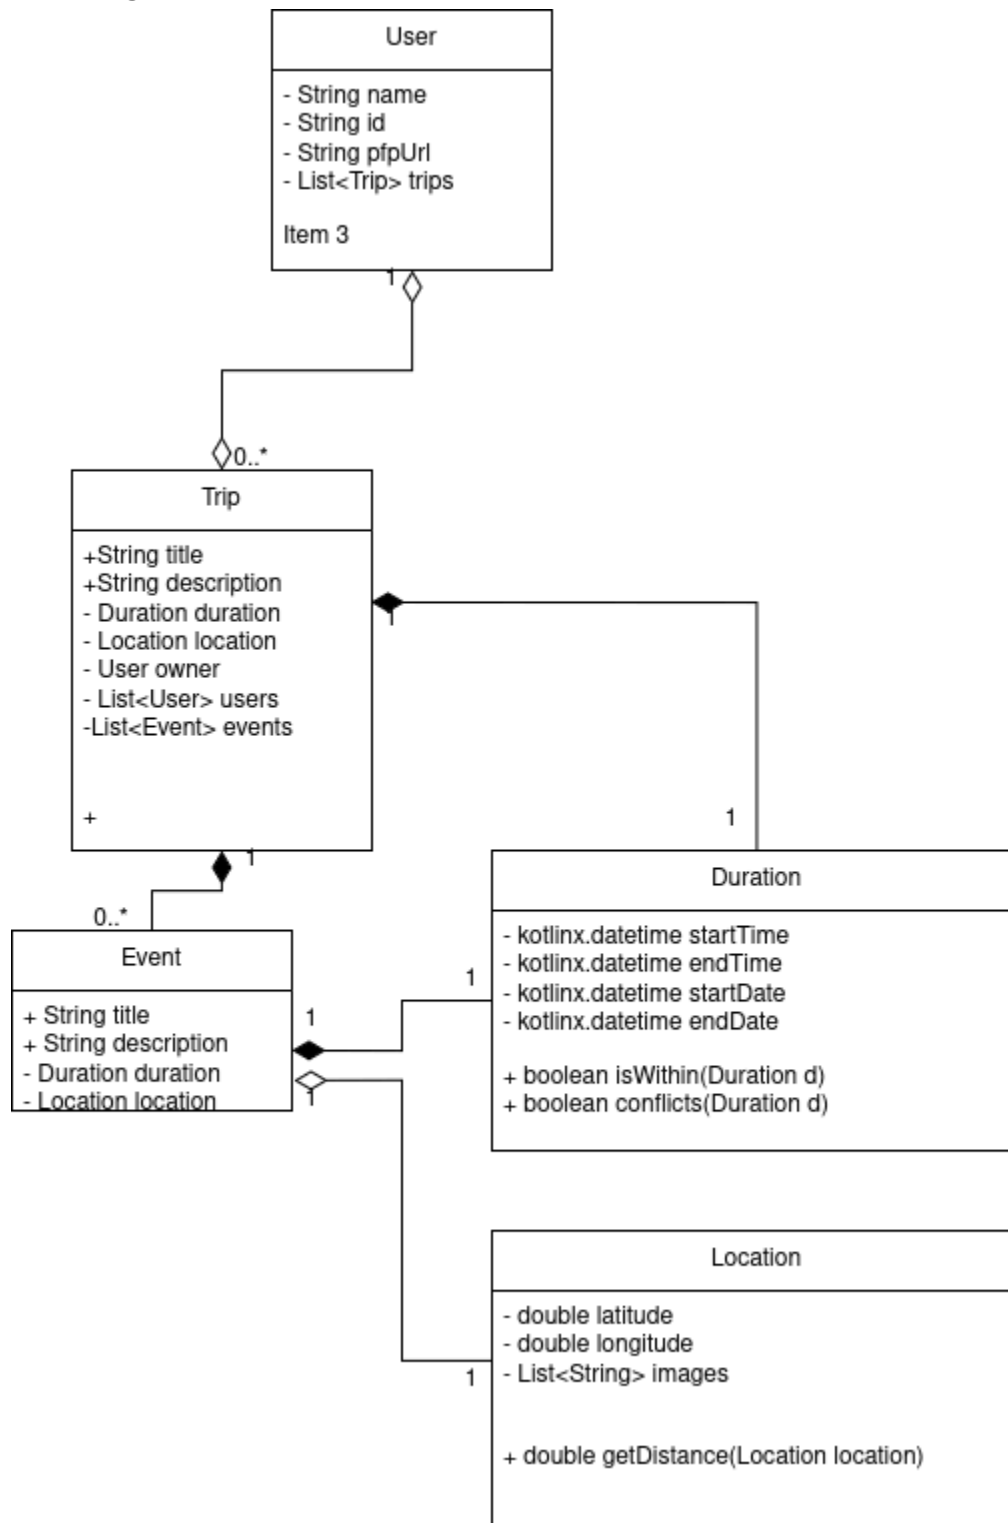 User
- String name
- String id
- String pfpUrl
- List<Trip> trips
Item 3
1
0..*
Trip
+String title
+String description
- Duration duration
- Location location
- User owner
- List<User> users
-List<Event> events
+
1
1
1
0..*
Event
+ String title
+ String description
- Duration duration
- Location location
1
1
1
1
Duration
- kotlinx.datetime startTime
- kotlinx.datetime endTime
- kotlinx.datetime startDate
- kotlinx.datetime endDate
+ boolean isWithin(Duration d)
+ boolean conflicts(Duration d)
Location
- double latitude
- double longitude
- List<String> images
+ double getDistance(Location location)